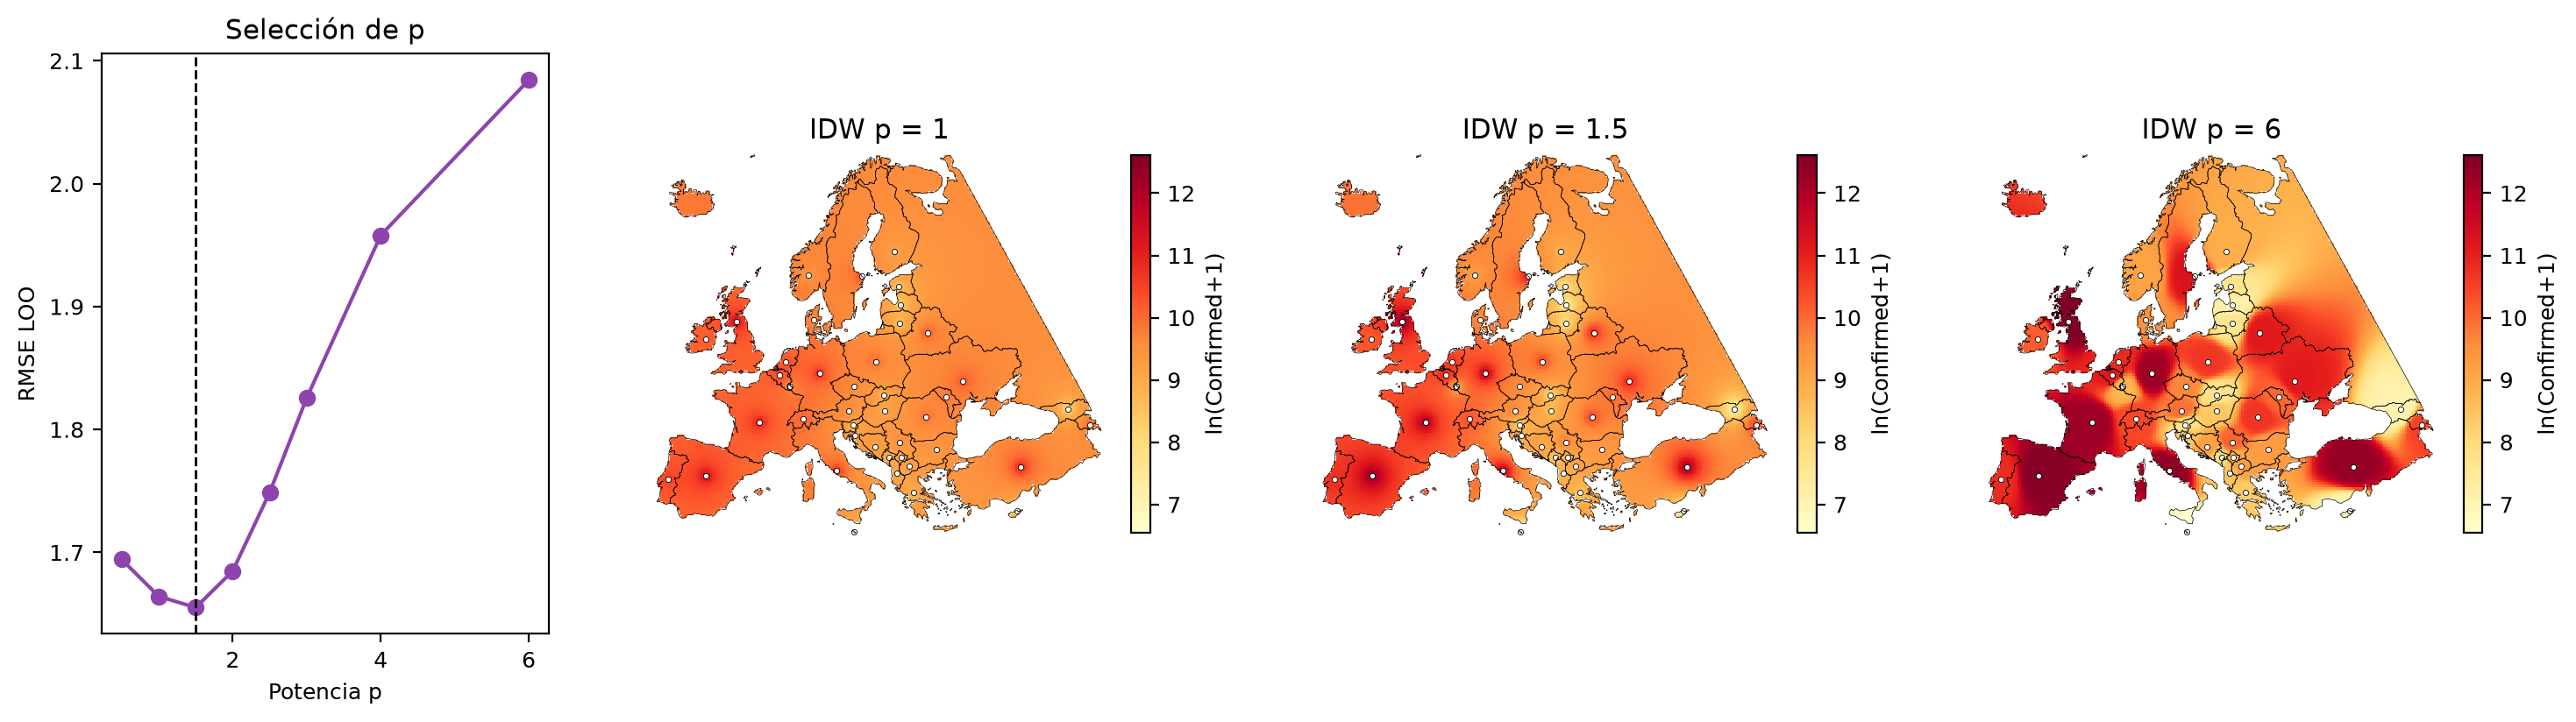 Selección de p
2.1
2.0
1.9
1.8
1.7
RMSE LOO
2
4
6
Potencia p
IDW p = 1
12
11
10
9
8
7
ln(Confirmed+1)
IDW p = 1.5
12
11
10
9
8
7
ln(Confirmed+1)
IDW p = 6
12
11
10
9
8
7
ln(Confirmed+1)